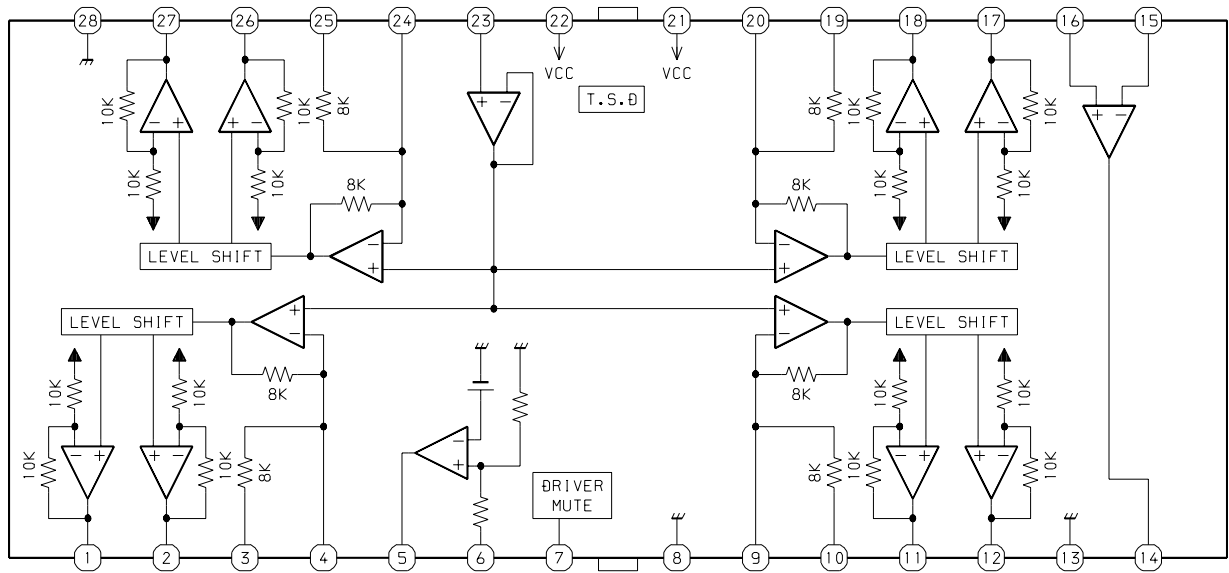 28 27 26 25 24 23 22 21 20 19 18 17 16 15
VCC VCC
T.S.D
10K 10K 8K 8K 10K 10K
+ − − + + − − + + − + −
10K 10K 8K 8K 10K 10K
LEVEL SHIFT − + − + LEVEL SHIFT
LEVEL SHIFT + − + − LEVEL SHIFT
10K 10K 8K 8K 10K 10K
10K 10K 8K 8K 10K 10K
− + + − − + − + + −
DRIVER
MUTE
1 2 3 4 5 6 7 8 9 10 11 12 13 14